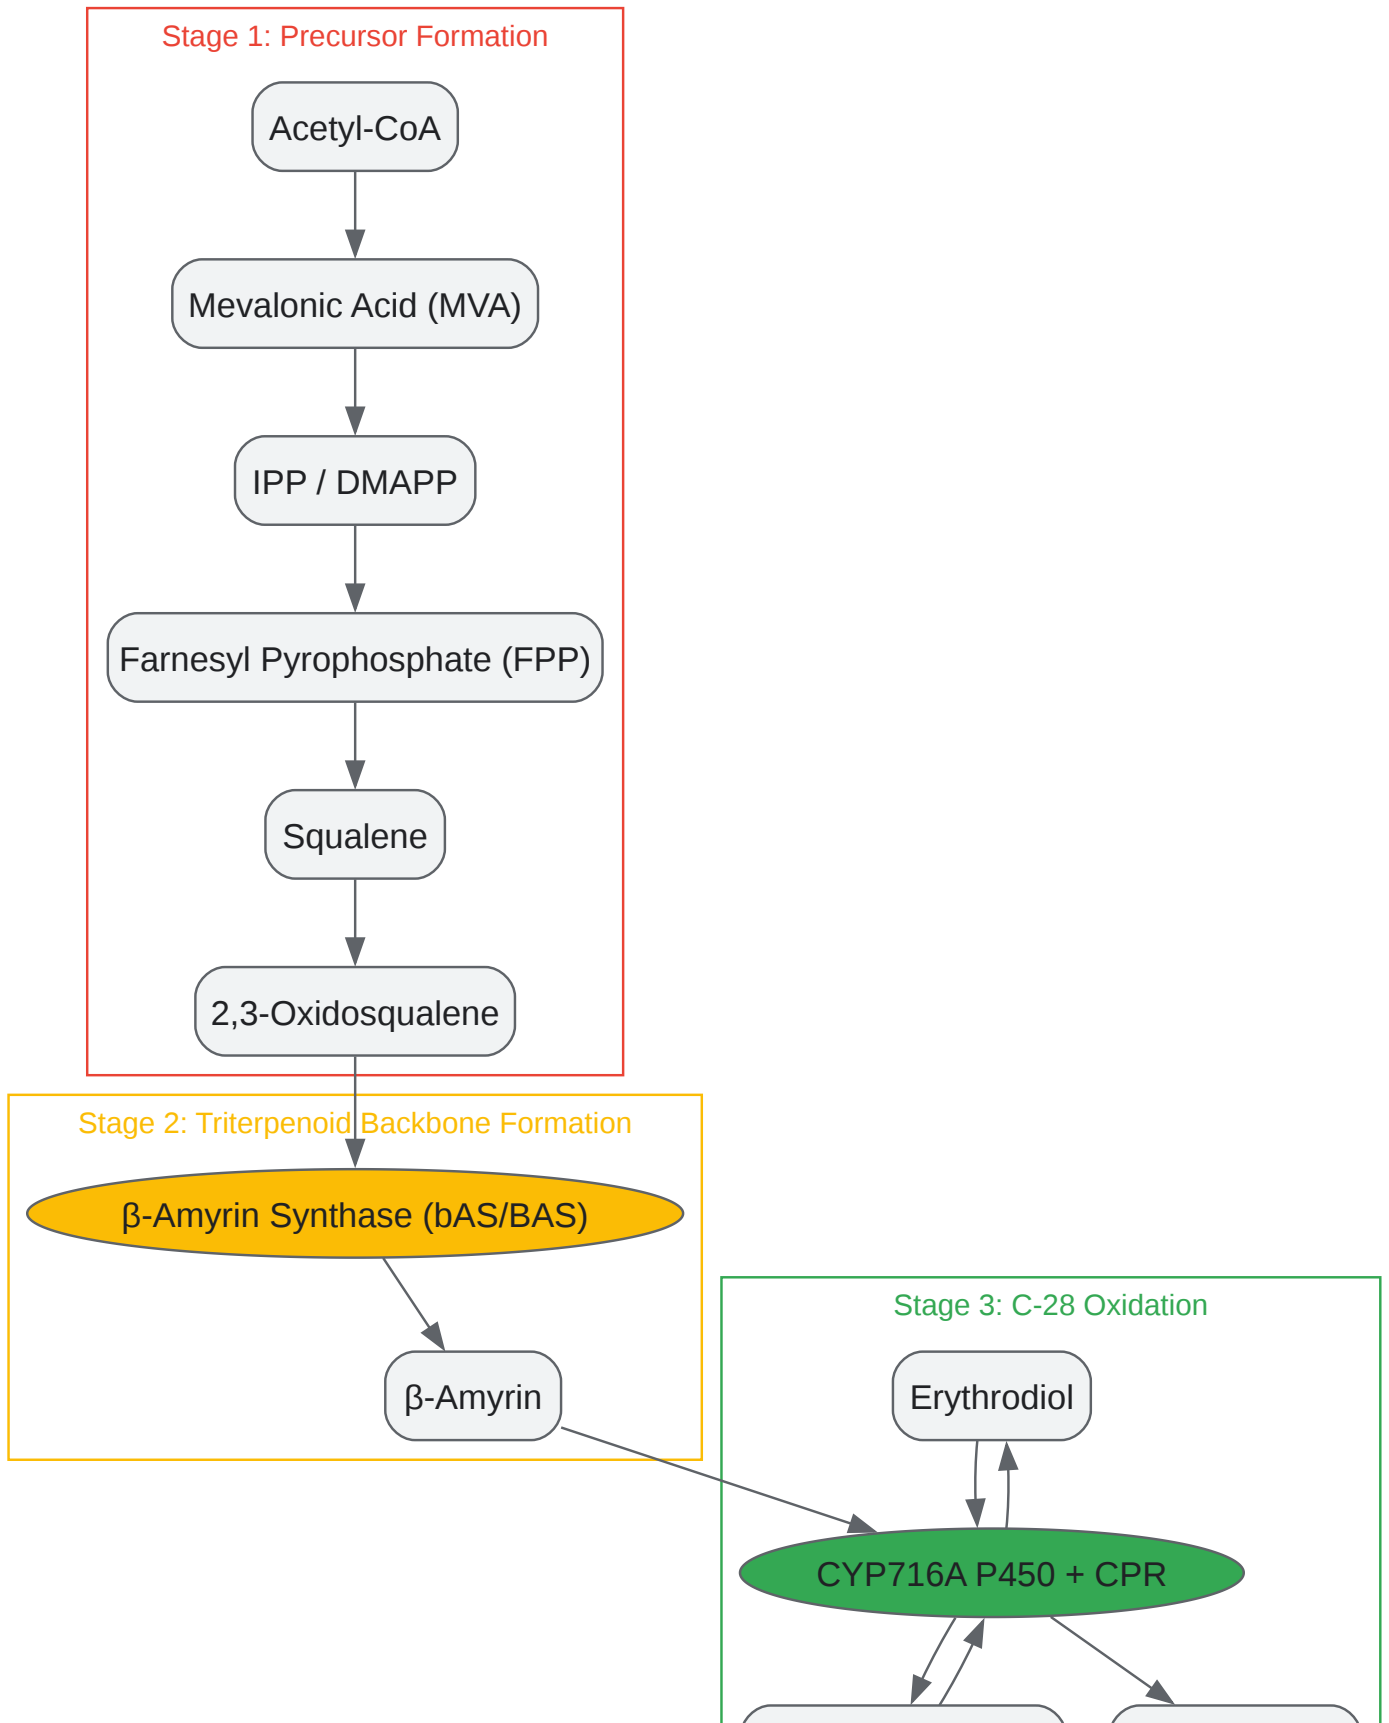 Stage 1: Precursor Formation
Acetyl-CoA
Mevalonic Acid (MVA)
IPP / DMAPP
Farnesyl Pyrophosphate (FPP)
Squalene
2,3-Oxidosqualene
Stage 2: Triterpenoid Backbone Formation
β-Amyrin Synthase (bAS/BAS)
β-Amyrin
Stage 3: C-28 Oxidation
Erythrodiol
CYP716A P450 + CPR